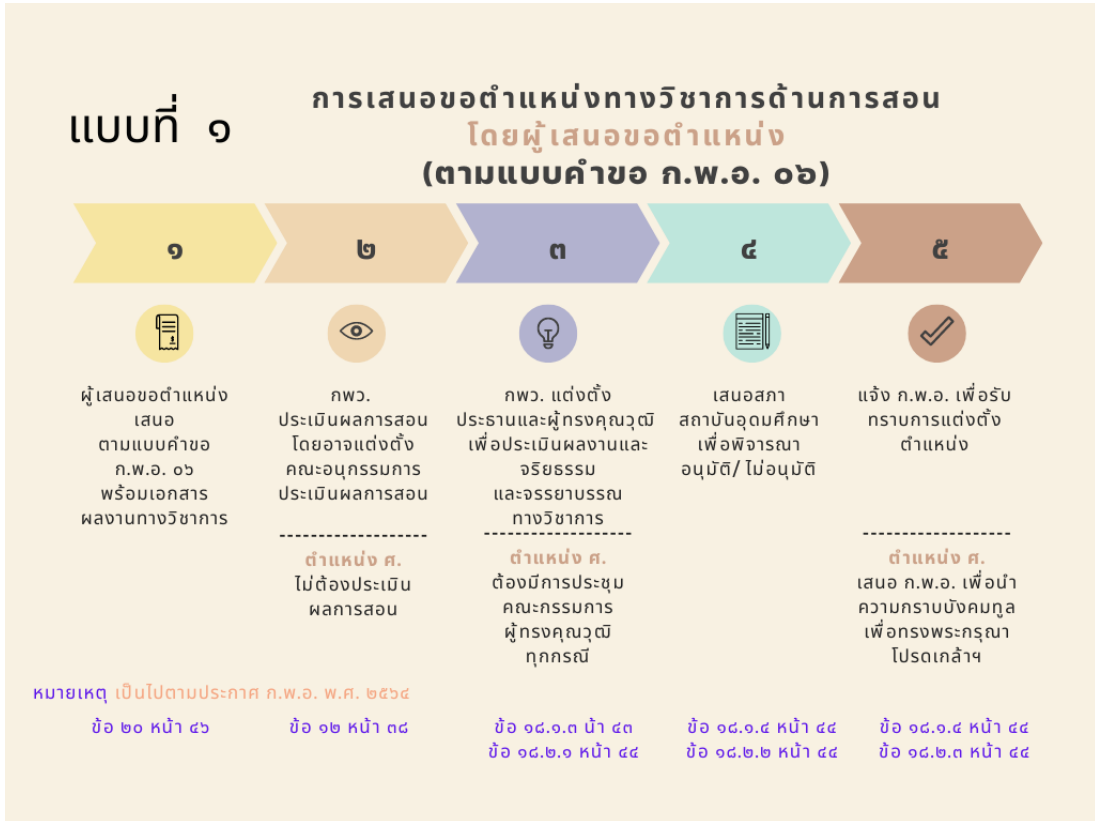 แบบที่ ๑
การเสนอขอตำแหน่งทางวิชาการด้านการสอน
โดยผู้เสนอขอตำแหน่ง
(ตามแบบคำขอ ก.พ.อ. ๐๖)
๑
๒
๓
๔
๕
ผู้เสนอขอตำแหน่ง
เสนอ
ตามแบบคำขอ
ก.พ.อ. ๐๖
พร้อมเอกสาร
ผลงานทางวิชาการ
กพว.
ประเมินผลการสอน
โดยอาจแต่งตั้ง
คณะอนุกรรมการ
ประเมินผลการสอน
ตำแหน่ง ศ.
ไม่ต้องประเมิน
ผลการสอน
กพว. แต่งตั้ง
ประธานและผู้ทรงคุณวุฒิ
เพื่อประเมินผลงานและ
จริยธรรม
และจรรยาบรรณ
ทางวิชาการ
ตำแหน่ง ศ.
ต้องมีการประชุม
คณะกรรมการ
ผู้ทรงคุณวุฒิ
ทุกกรณี
เสนอสภา
สถาบันอุดมศึกษา
เพื่อพิจารณา
อนุมัติ/ ไม่อนุมัติ
แจ้ง ก.พ.อ. เพื่อรับ
ทราบการแต่งตั้ง
ตำแหน่ง
ตำแหน่ง ศ.
เสนอ ก.พ.อ. เพื่อนำ
ความกราบบังคมทูล
เพื่อทรงพระกรุณา
โปรดเกล้าฯ
หมายเหตุ เป็นไปตามประกาศ ก.พ.อ. พ.ศ. ๒๕๖๔
ข้อ ๒๐ หน้า ๔๖
ข้อ ๑๒ หน้า ๓๘
ข้อ ๑๘.๑.๓ น้า ๔๓
ข้อ ๑๘.๒.๑ หน้า ๔๔
ข้อ ๑๘.๑.๔ หน้า ๔๔
ข้อ ๑๘.๒.๒ หน้า ๔๔
ข้อ ๑๘.๑.๔ หน้า ๔๔
ข้อ ๑๘.๒.๓ หน้า ๔๔